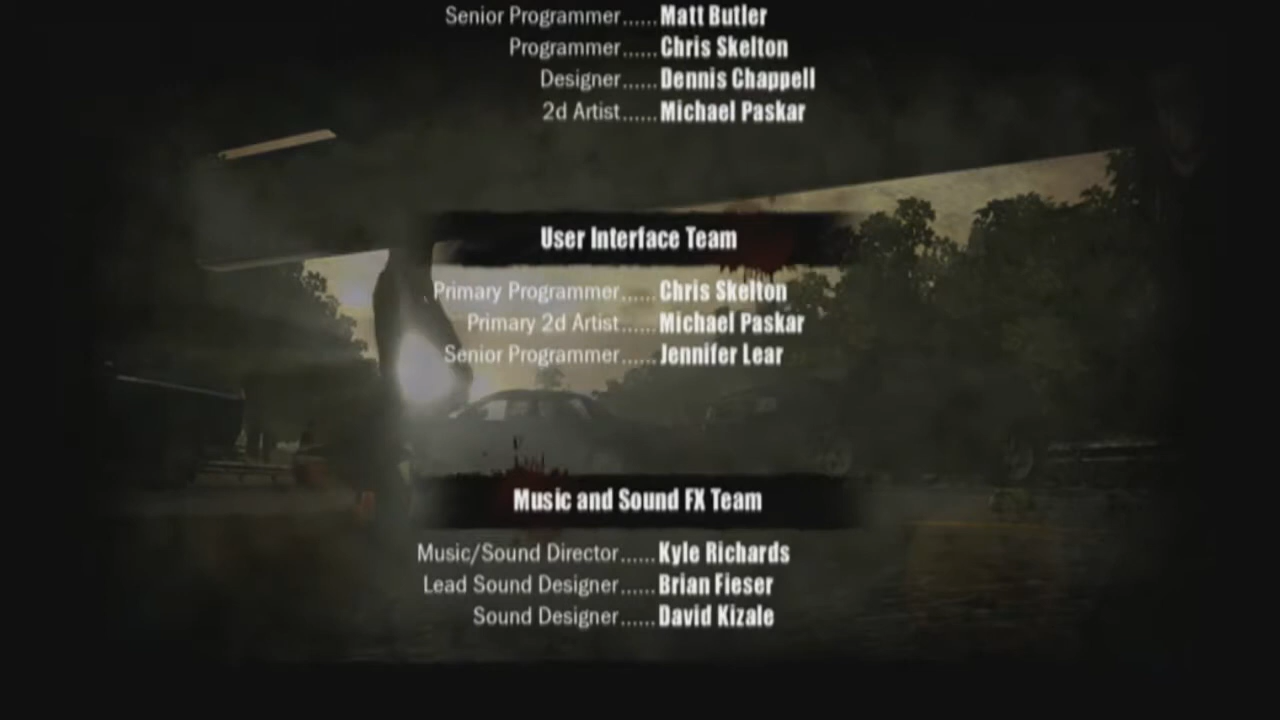 Senior Programmer......Matt Butler
Programmer......Chris Skelton
Designer......Dennis Chappell
2d Artist......Michael Paskar
User Interface Team
Primary Programmer......Chris Skelton
Primary 2d Artist......Michael Paskar
Senior Programmer......Jennifer Lear
Music and Sound FX Team
Music/Sound Director......Kyle Richards
Lead Sound Designer......Brian Fieser
Sound Designer......David Kizale